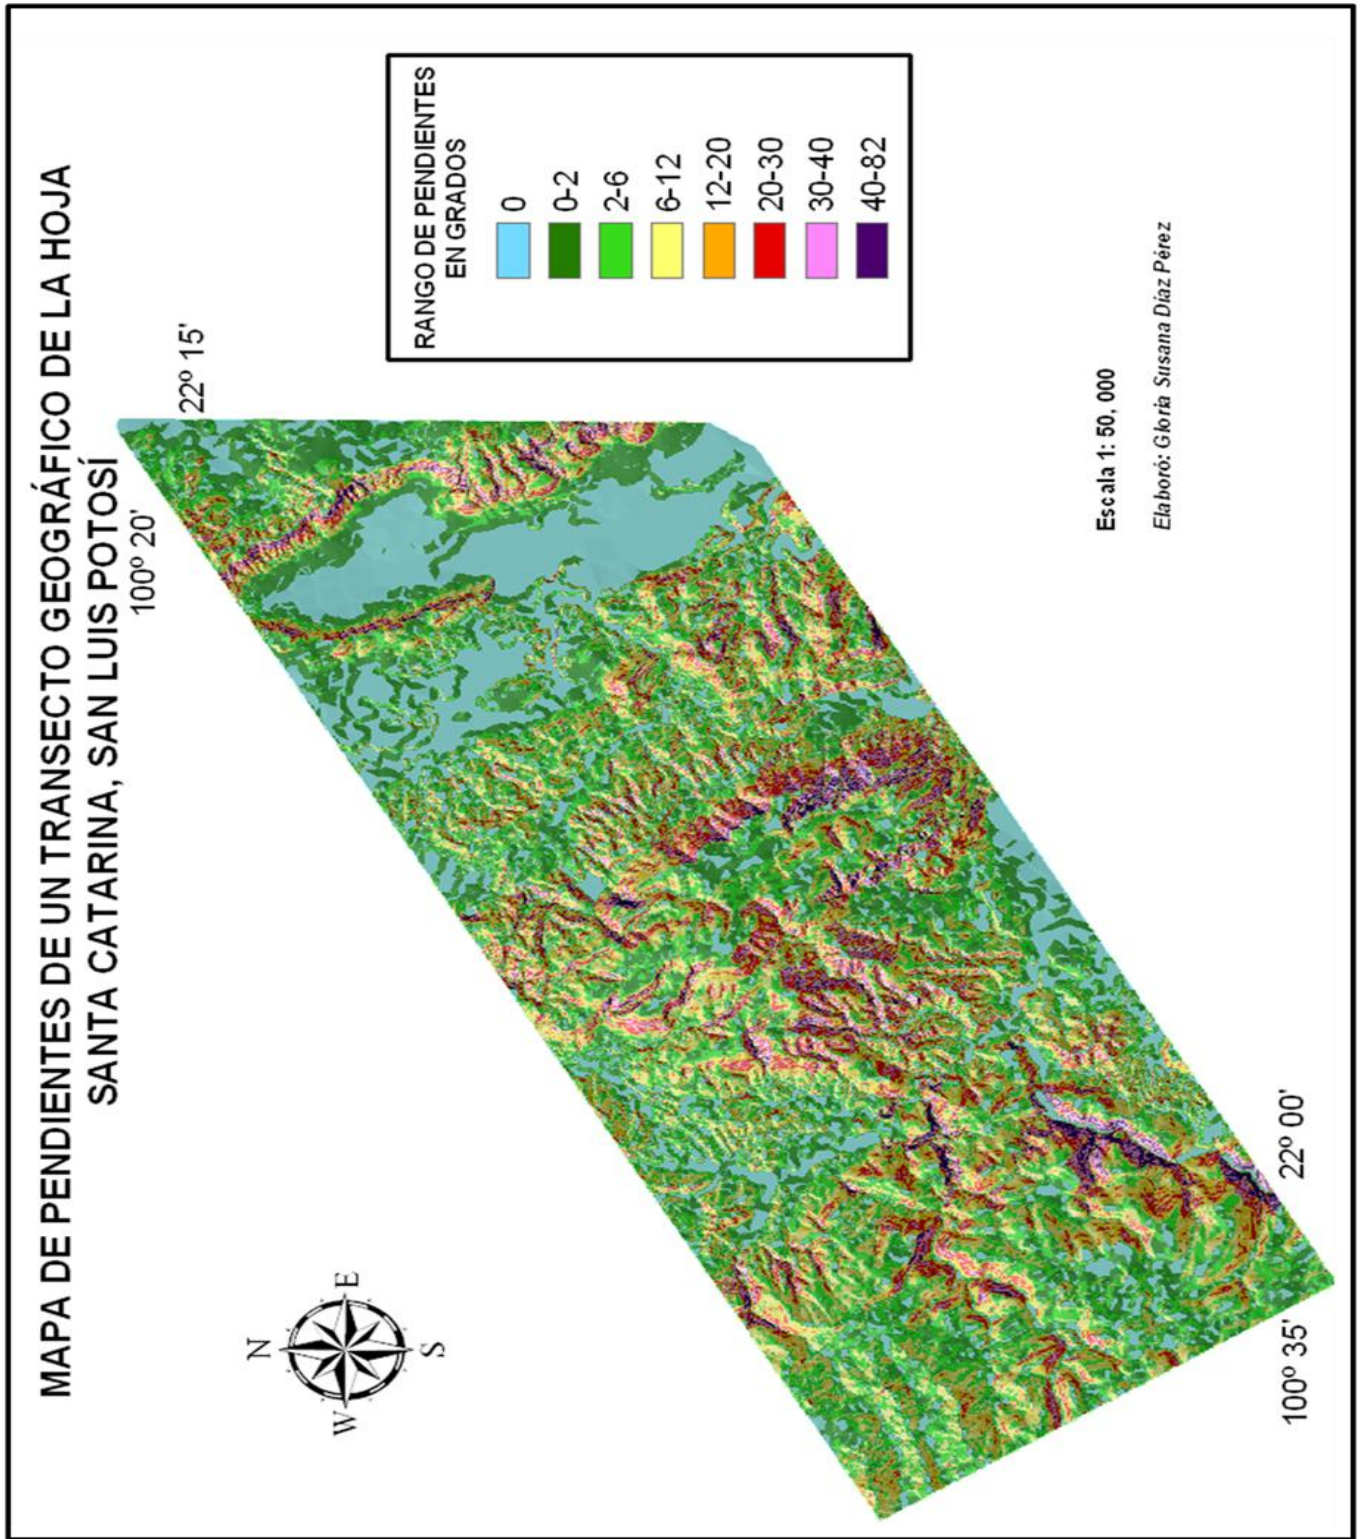 MAPA DE PENDIENTES DE UN TRANSECTO GEOGRÁFICO DE LA HOJA
SANTA CATARINA, SAN LUIS POTOSÍ
100º 20'
22º 15'
N
W
E
S
RANGO DE PENDIENTES
EN GRADOS
0
0-2
2-6
6-12
12-20
20-30
30-40
40-82
Escala 1: 50, 000
Elaboró: Gloria Susana Díaz Pérez
100º 35'
22º 00'